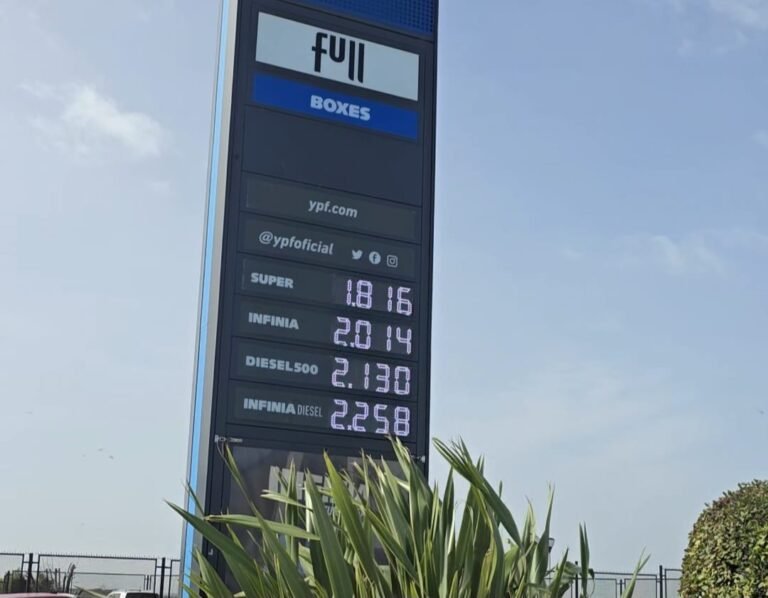 full
BOXES
ypf.com
@ypfoficial
SUPER 1.816
INFINIA 2.014
DIESEL500 2.130
INFINIA DIESEL 2.258